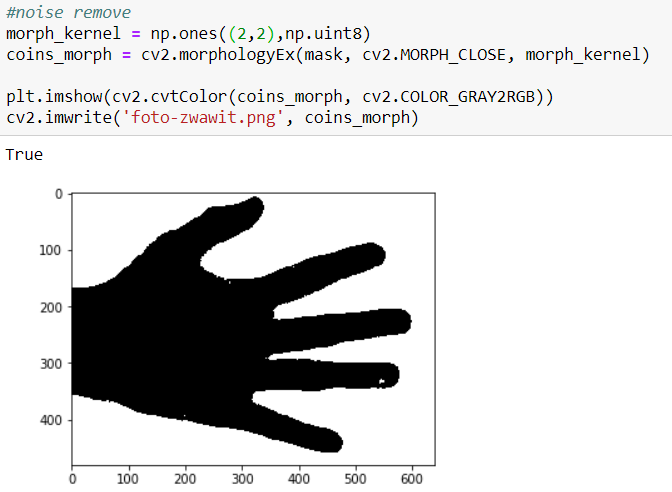 #noise remove
morph_kernel = np.ones((2,2),np.uint8)
coins_morph = cv2.morphologyEx(mask, cv2.MORPH_CLOSE, morph_kernel)
plt.imshow(cv2.cvtColor(coins_morph, cv2.COLOR_GRAY2RGB))
cv2.imwrite('foto-zwawit.png', coins_morph)
True
0
100
200
300
400
0 100 200 300 400 500 600